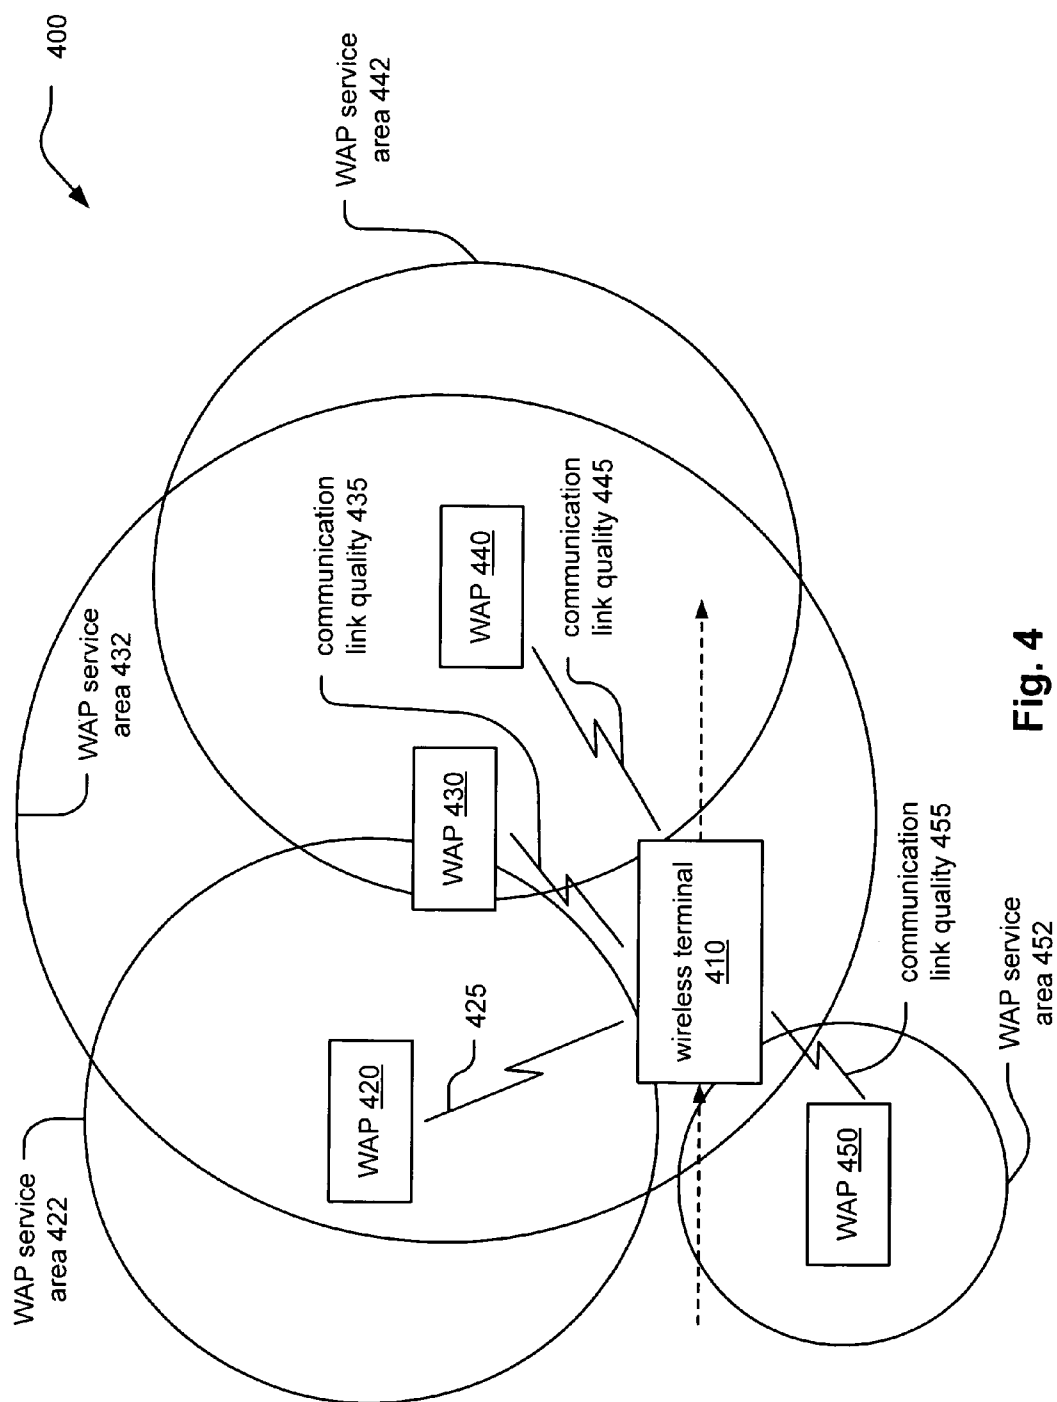 400
WAP service
area 422
WAP service
area 432
WAP service
area 442
WAP 420
WAP 430
WAP 440
communication
link quality 435
425
communication
link quality 445
wireless terminal
410
WAP 450
communication
link quality 455
WAP service
area 452
Fig. 4